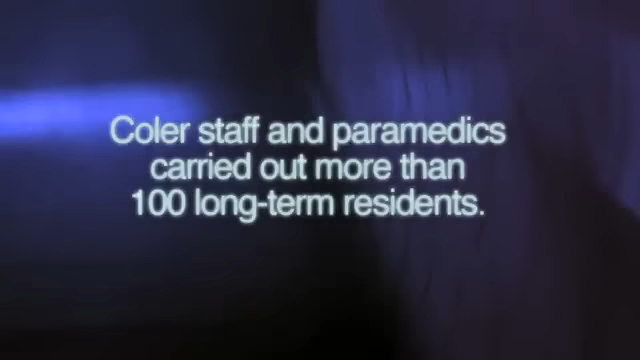 Coler staff and paramedics
carried out more than
100 long-term residents.